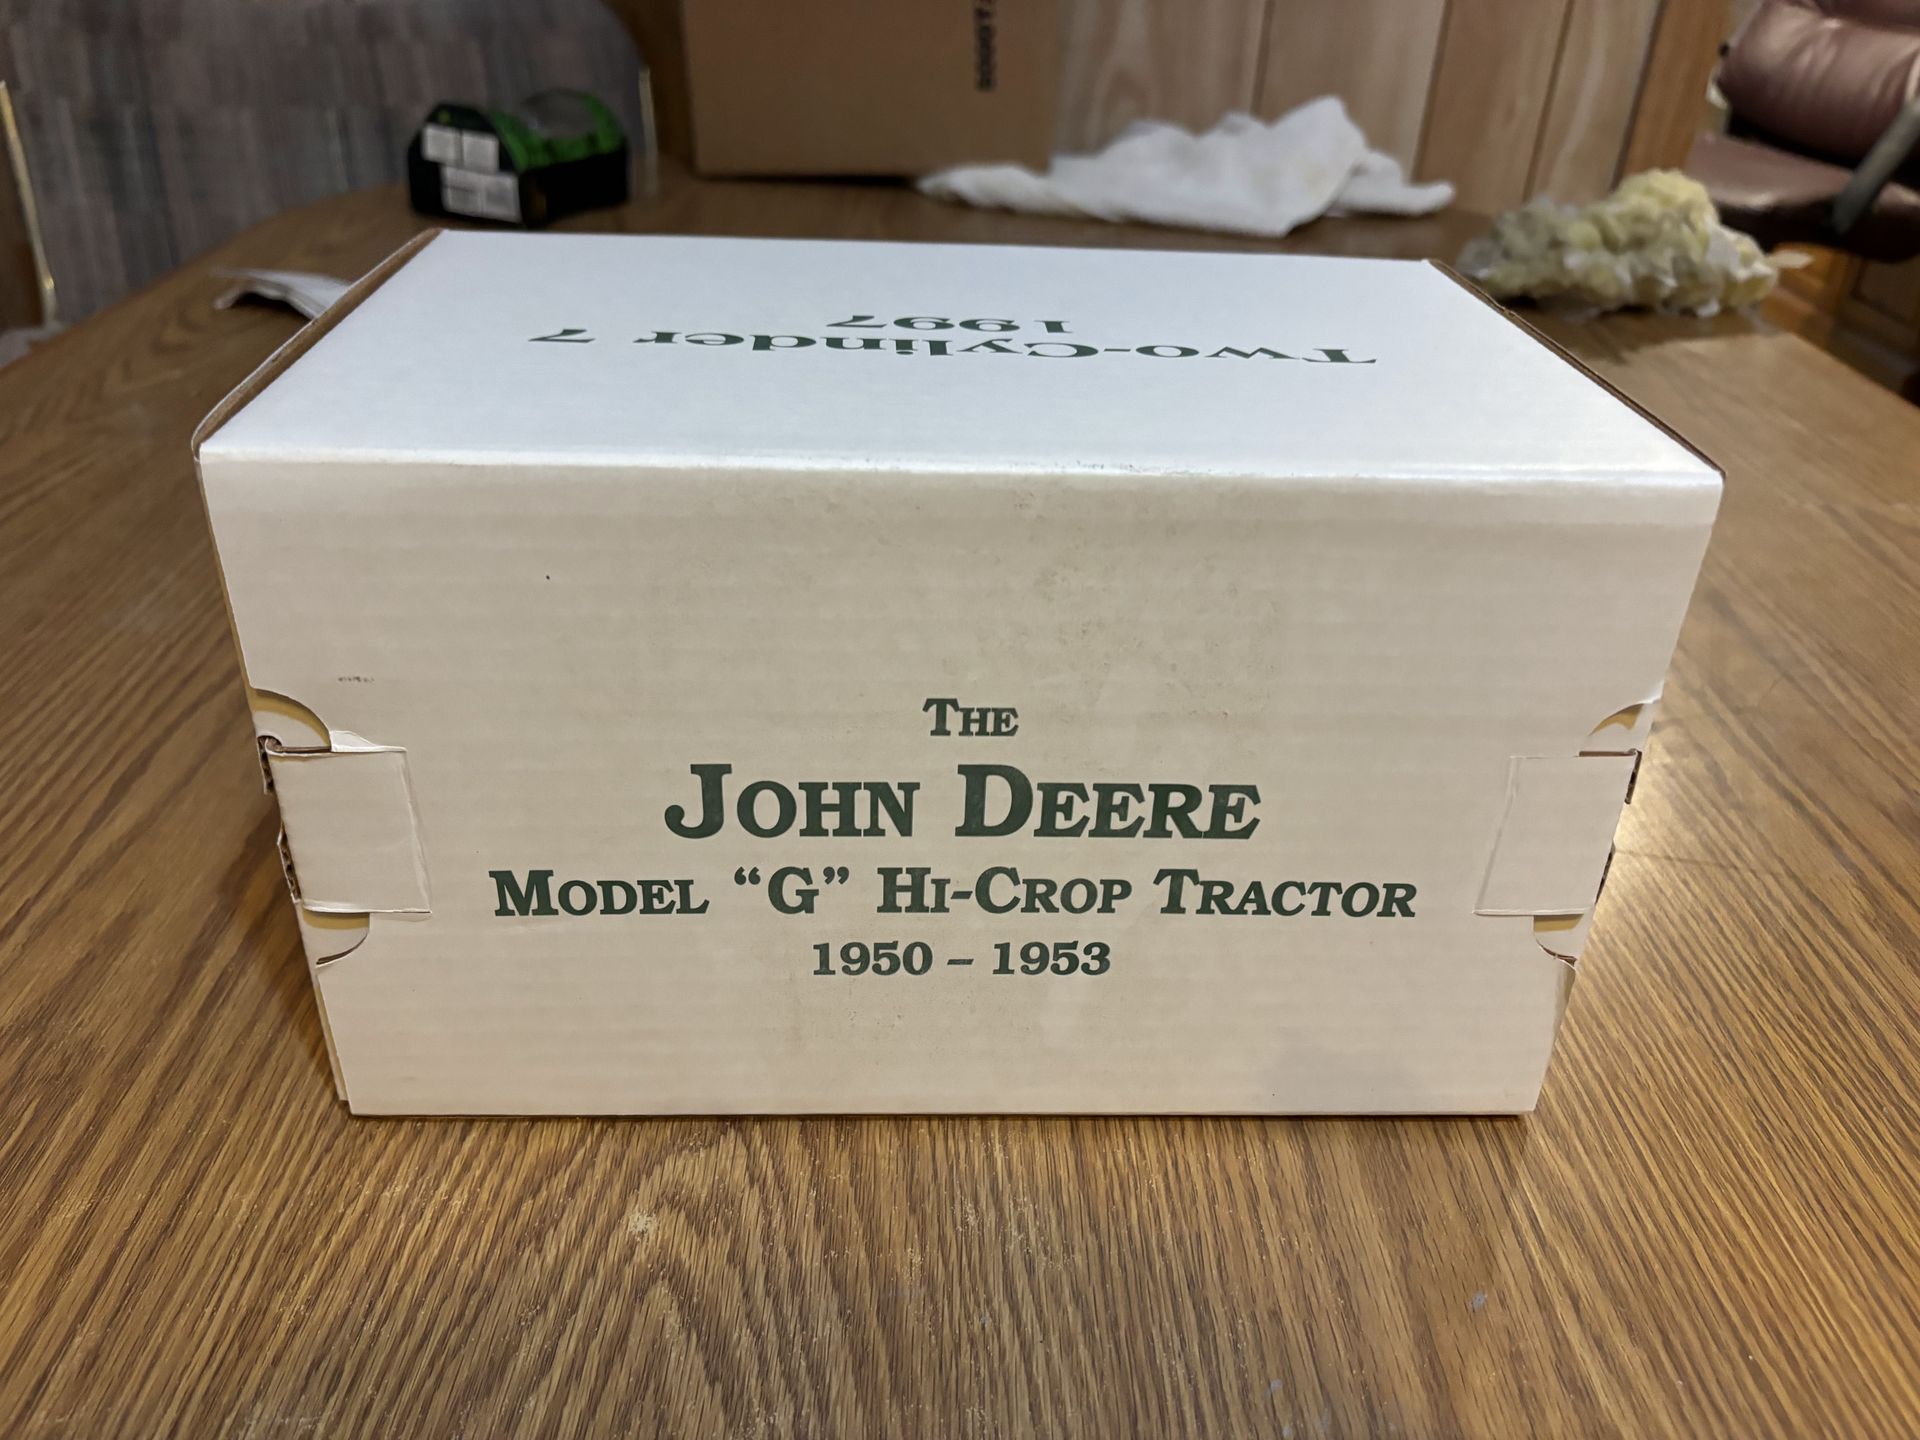 Two-Cylinder 7
1997
The
John Deere
Model “G” Hi-Crop Tractor
1950 – 1953